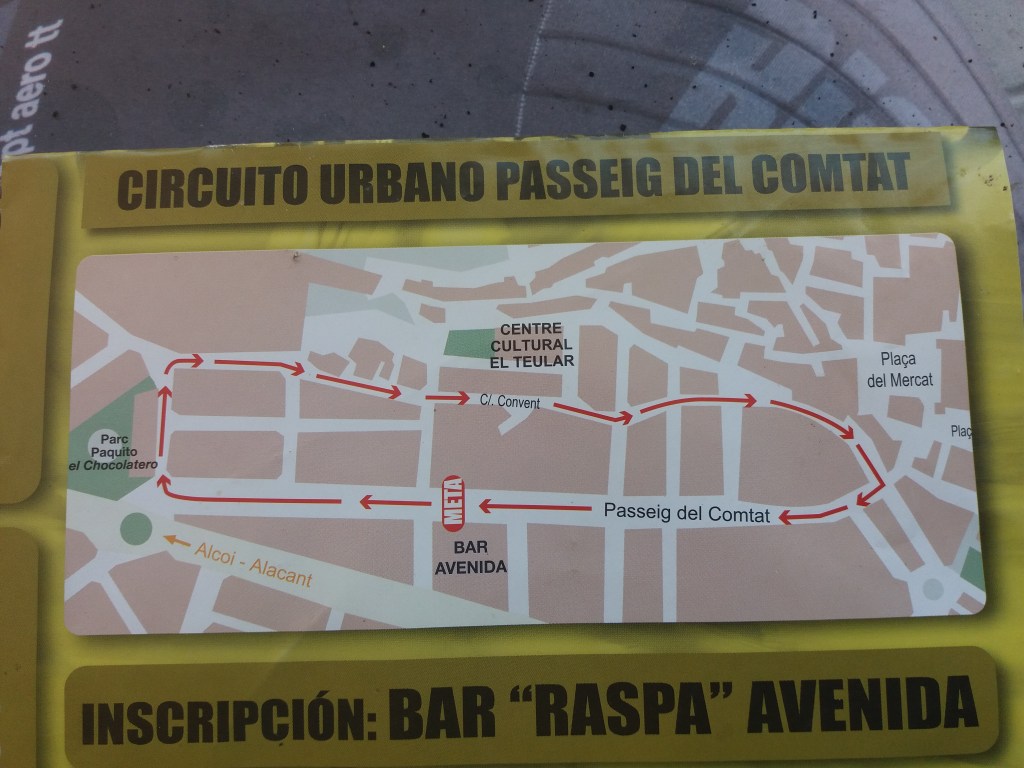 pt aero tt
CIRCUITO URBANO PASSEIG DEL COMTAT
CENTRE
CULTURAL
EL TEULAR
Plaça
del Mercat
C/. Convent
Plaç
Parc
Paquito
el Chocolatero
META
Passeig del Comtat
BAR
AVENIDA
Alcoi - Alacant
INSCRIPCIÓN: BAR “RASPA” AVENIDA